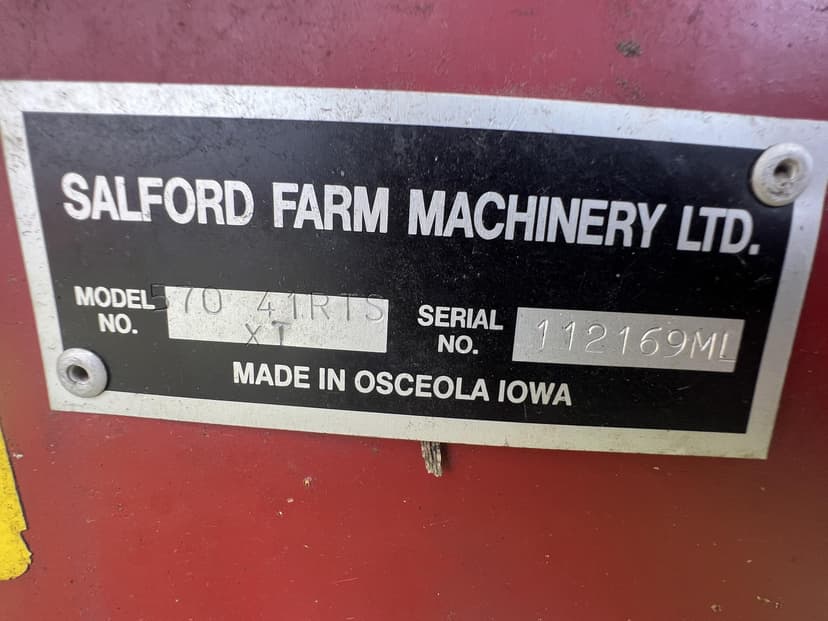 SALFORD FARM MACHINERY LTD.
MODEL NO. 570 41RTS XT
SERIAL NO. 112169ML
MADE IN OSCEOLA IOWA